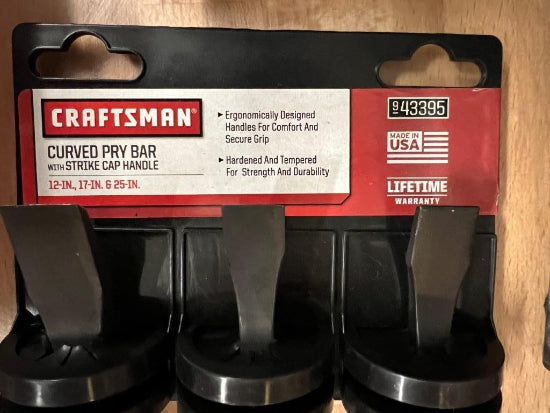 CRAFTSMAN®
CURVED PRY BAR
WITH STRIKE CAP HANDLE
12-IN., 17-IN. & 25-IN.
▸ Ergonomically Designed
Handles For Comfort And
Secure Grip
▸ Hardened And Tempered
For Strength And Durability
9 43395
MADE IN
USA
LIFETIME
WARRANTY